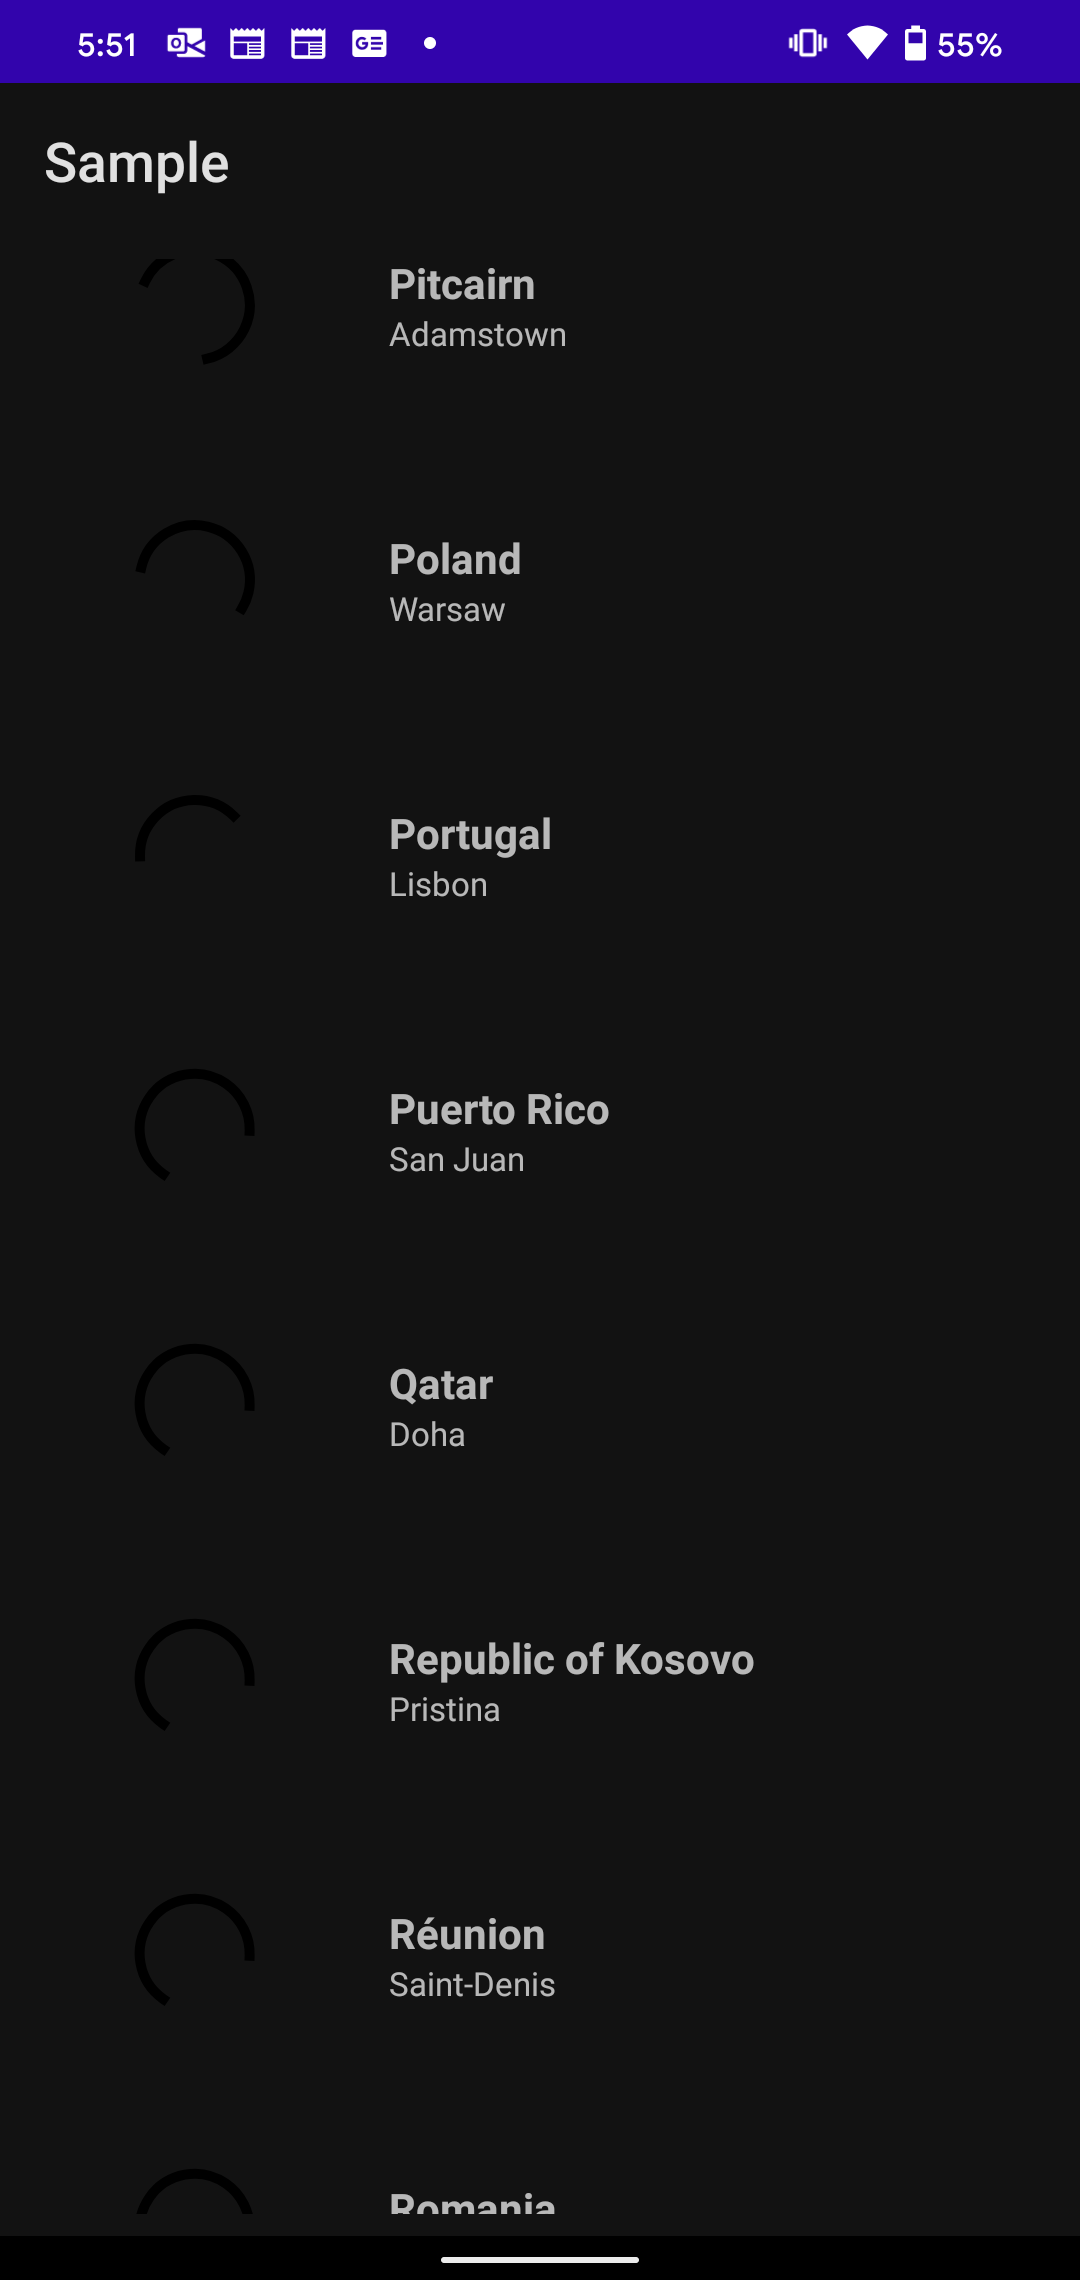 5:51
55%
Sample
Pitcairn
Adamstown
Poland
Warsaw
Portugal
Lisbon
Puerto Rico
San Juan
Qatar
Doha
Republic of Kosovo
Pristina
Réunion
Saint-Denis
Romania